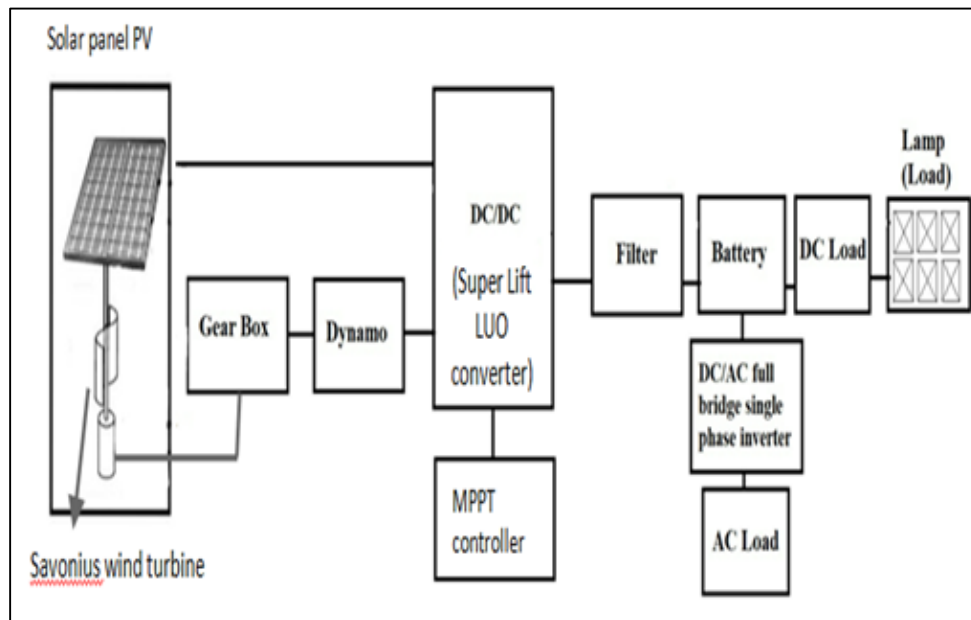 Solar panel PV
Savonius wind turbine
Gear Box
Dynamo
DC/DC
(Super Lift
LUO
converter)
MPPT
controller
Filter
Battery
DC/AC full
bridge single
phase inverter
AC Load
DC Load
Lamp
(Load)